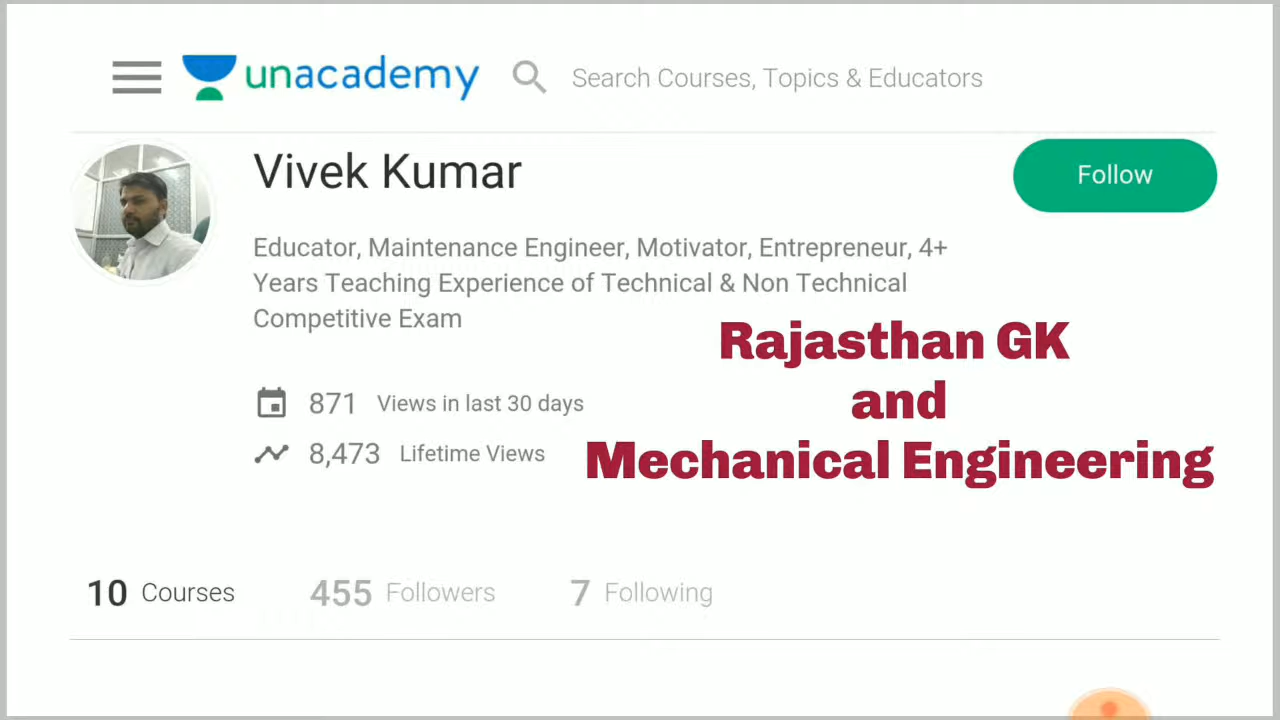 unacademy
Search Courses, Topics & Educators
Vivek Kumar
Follow
Educator, Maintenance Engineer, Motivator, Entrepreneur, 4+
Years Teaching Experience of Technical & Non Technical
Competitive Exam
Rajasthan GK
and
Mechanical Engineering
871 Views in last 30 days
8,473 Lifetime Views
10 Courses 455 Followers 7 Following